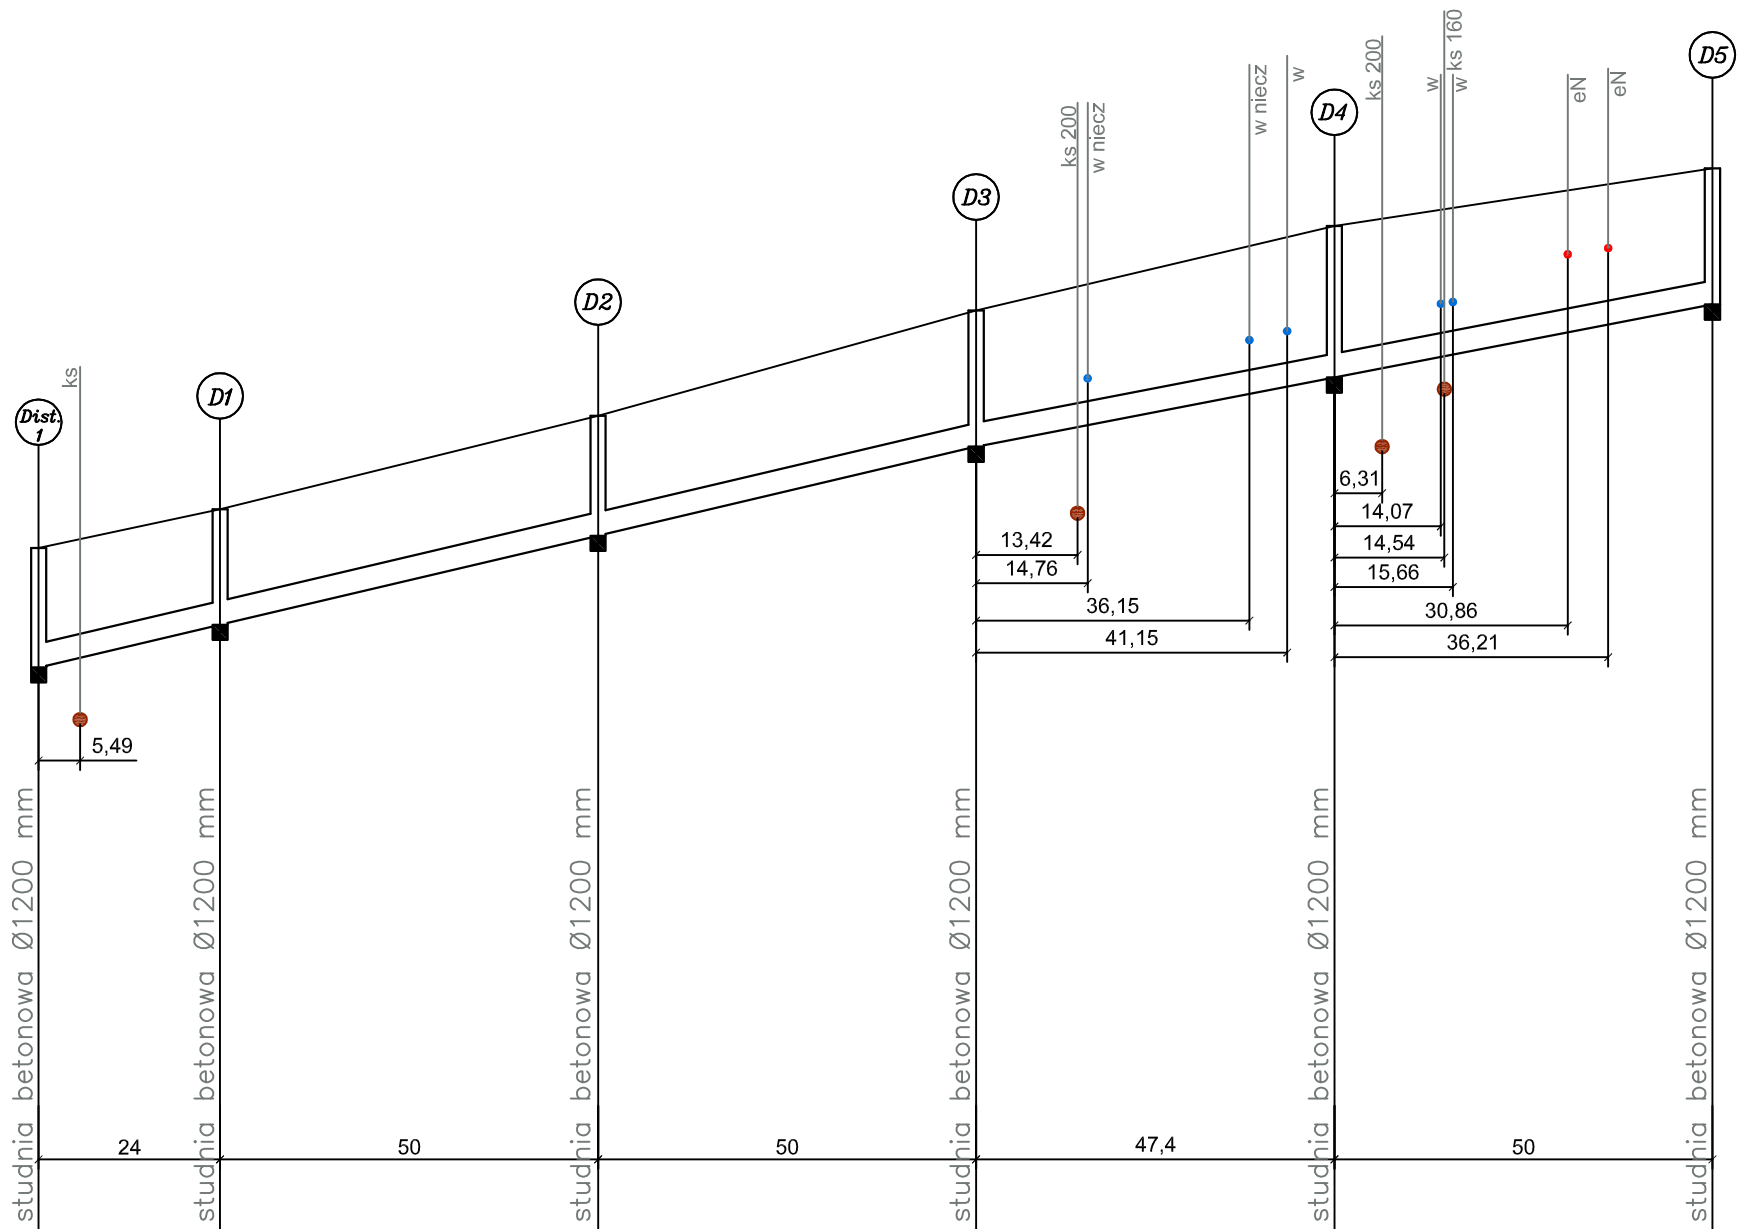 Dist.
1
D1
D2
D3
D4
D5
ks
ks 200
w niecz
w niecz
w
ks 200
w
ks 160
w
eN
eN
5,49
13,42
14,76
36,15
41,15
6,31
14,07
14,54
15,66
30,86
36,21
studnia betonowa Ø1200 mm
studnia betonowa Ø1200 mm
studnia betonowa Ø1200 mm
studnia betonowa Ø1200 mm
studnia betonowa Ø1200 mm
studnia betonowa Ø1200 mm
24
50
50
47,4
50